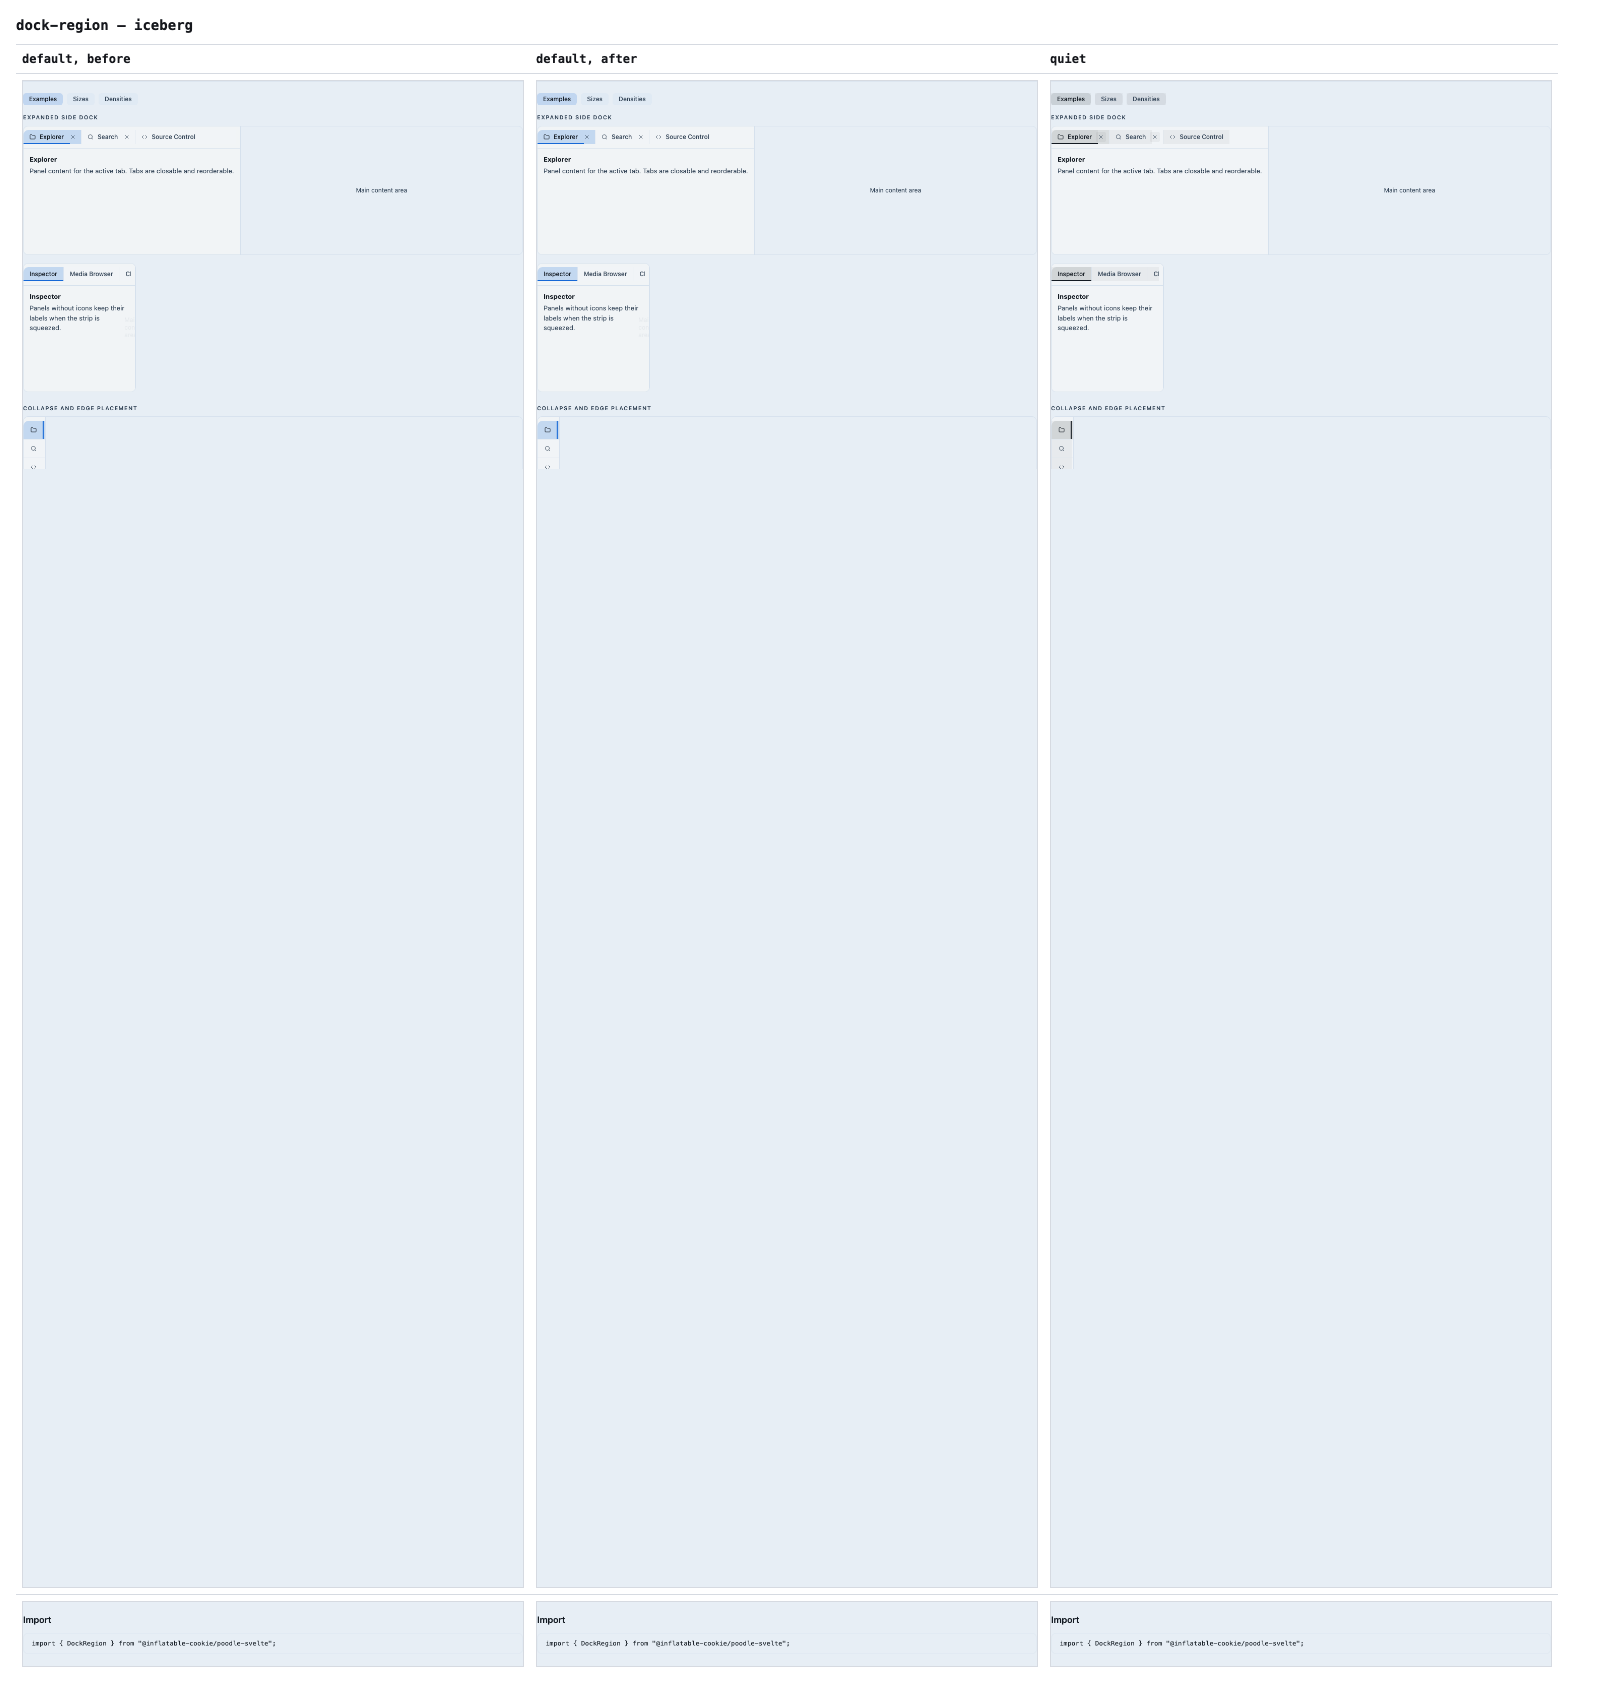 dock-region — iceberg
default, before
default, after
quiet
Examples Sizes Densities
EXPANDED SIDE DOCK
Explorer × Search × Source Control
Explorer
Panel content for the active tab. Tabs are closable and reorderable.
Main content area
Inspector Media Browser
Inspector
Panels without icons keep their
labels when the strip is
squeezed.
COLLAPSE AND EDGE PLACEMENT
Examples Sizes Densities
EXPANDED SIDE DOCK
Explorer × Search × Source Control
Explorer
Panel content for the active tab. Tabs are closable and reorderable.
Main content area
Inspector Media Browser
Inspector
Panels without icons keep their
labels when the strip is
squeezed.
COLLAPSE AND EDGE PLACEMENT
Examples Sizes Densities
EXPANDED SIDE DOCK
Explorer × Search × Source Control
Explorer
Panel content for the active tab. Tabs are closable and reorderable.
Main content area
Inspector Media Browser
Inspector
Panels without icons keep their
labels when the strip is
squeezed.
COLLAPSE AND EDGE PLACEMENT
Import
import { DockRegion } from "@inflatable-cookie/poodle-svelte";
Import
import { DockRegion } from "@inflatable-cookie/poodle-svelte";
Import
import { DockRegion } from "@inflatable-cookie/poodle-svelte";